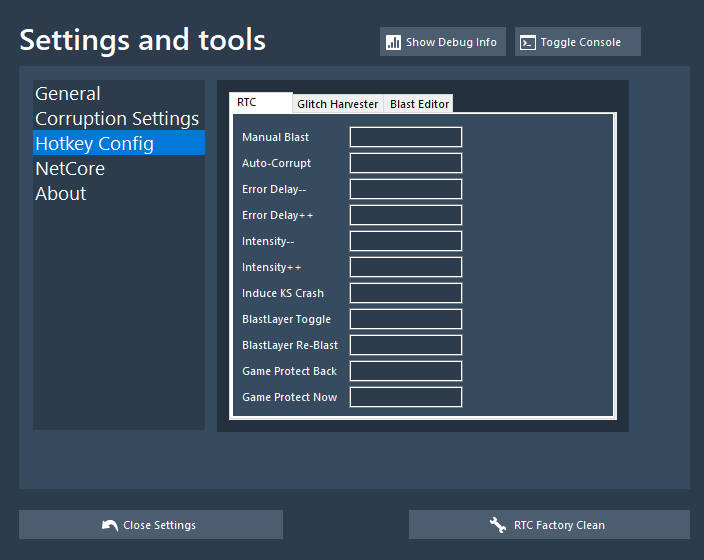 Settings and tools
Show Debug Info
Toggle Console
General
Corruption Settings
Hotkey Config
NetCore
About
RTC
Glitch Harvester
Blast Editor
Manual Blast
Auto-Corrupt
Error Delay--
Error Delay++
Intensity--
Intensity++
Induce KS Crash
BlastLayer Toggle
BlastLayer Re-Blast
Game Protect Back
Game Protect Now
Close Settings
RTC Factory Clean